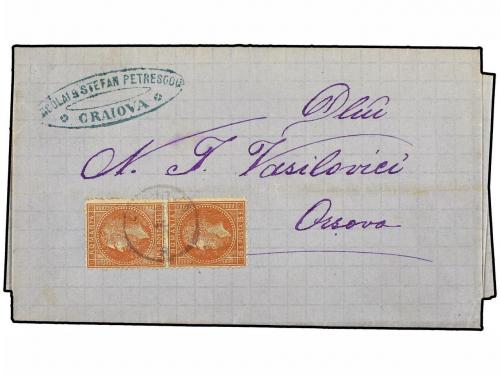 NICOLAI & STEFAN PETRESCOU
CRAIOVA
Dlui
N. T. Vasilovici
Orsova